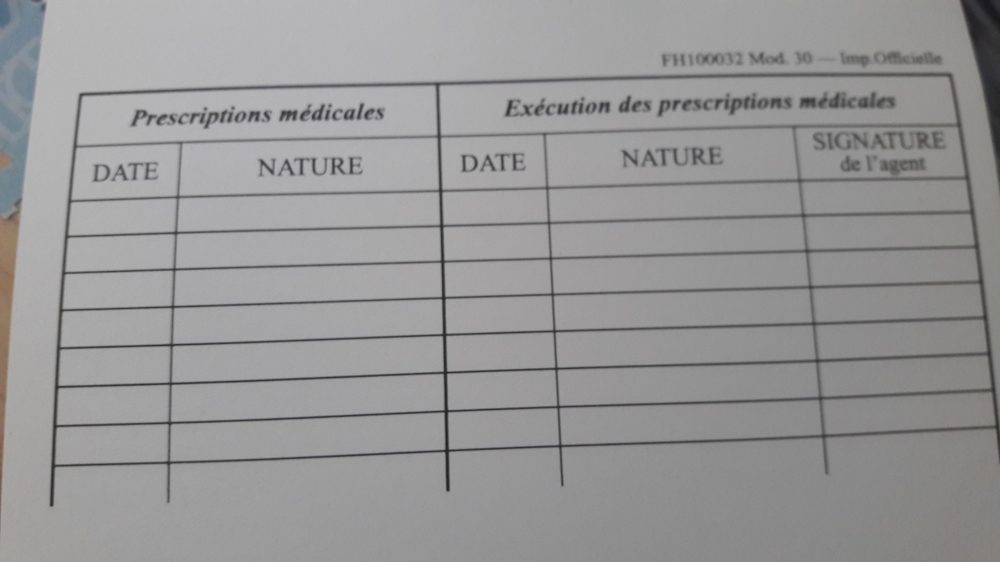 FH100032 Mod. 30 — Imp.Officielle
Prescriptions médicales
Exécution des prescriptions médicales
DATE
NATURE
DATE
NATURE
SIGNATURE
de l'agent